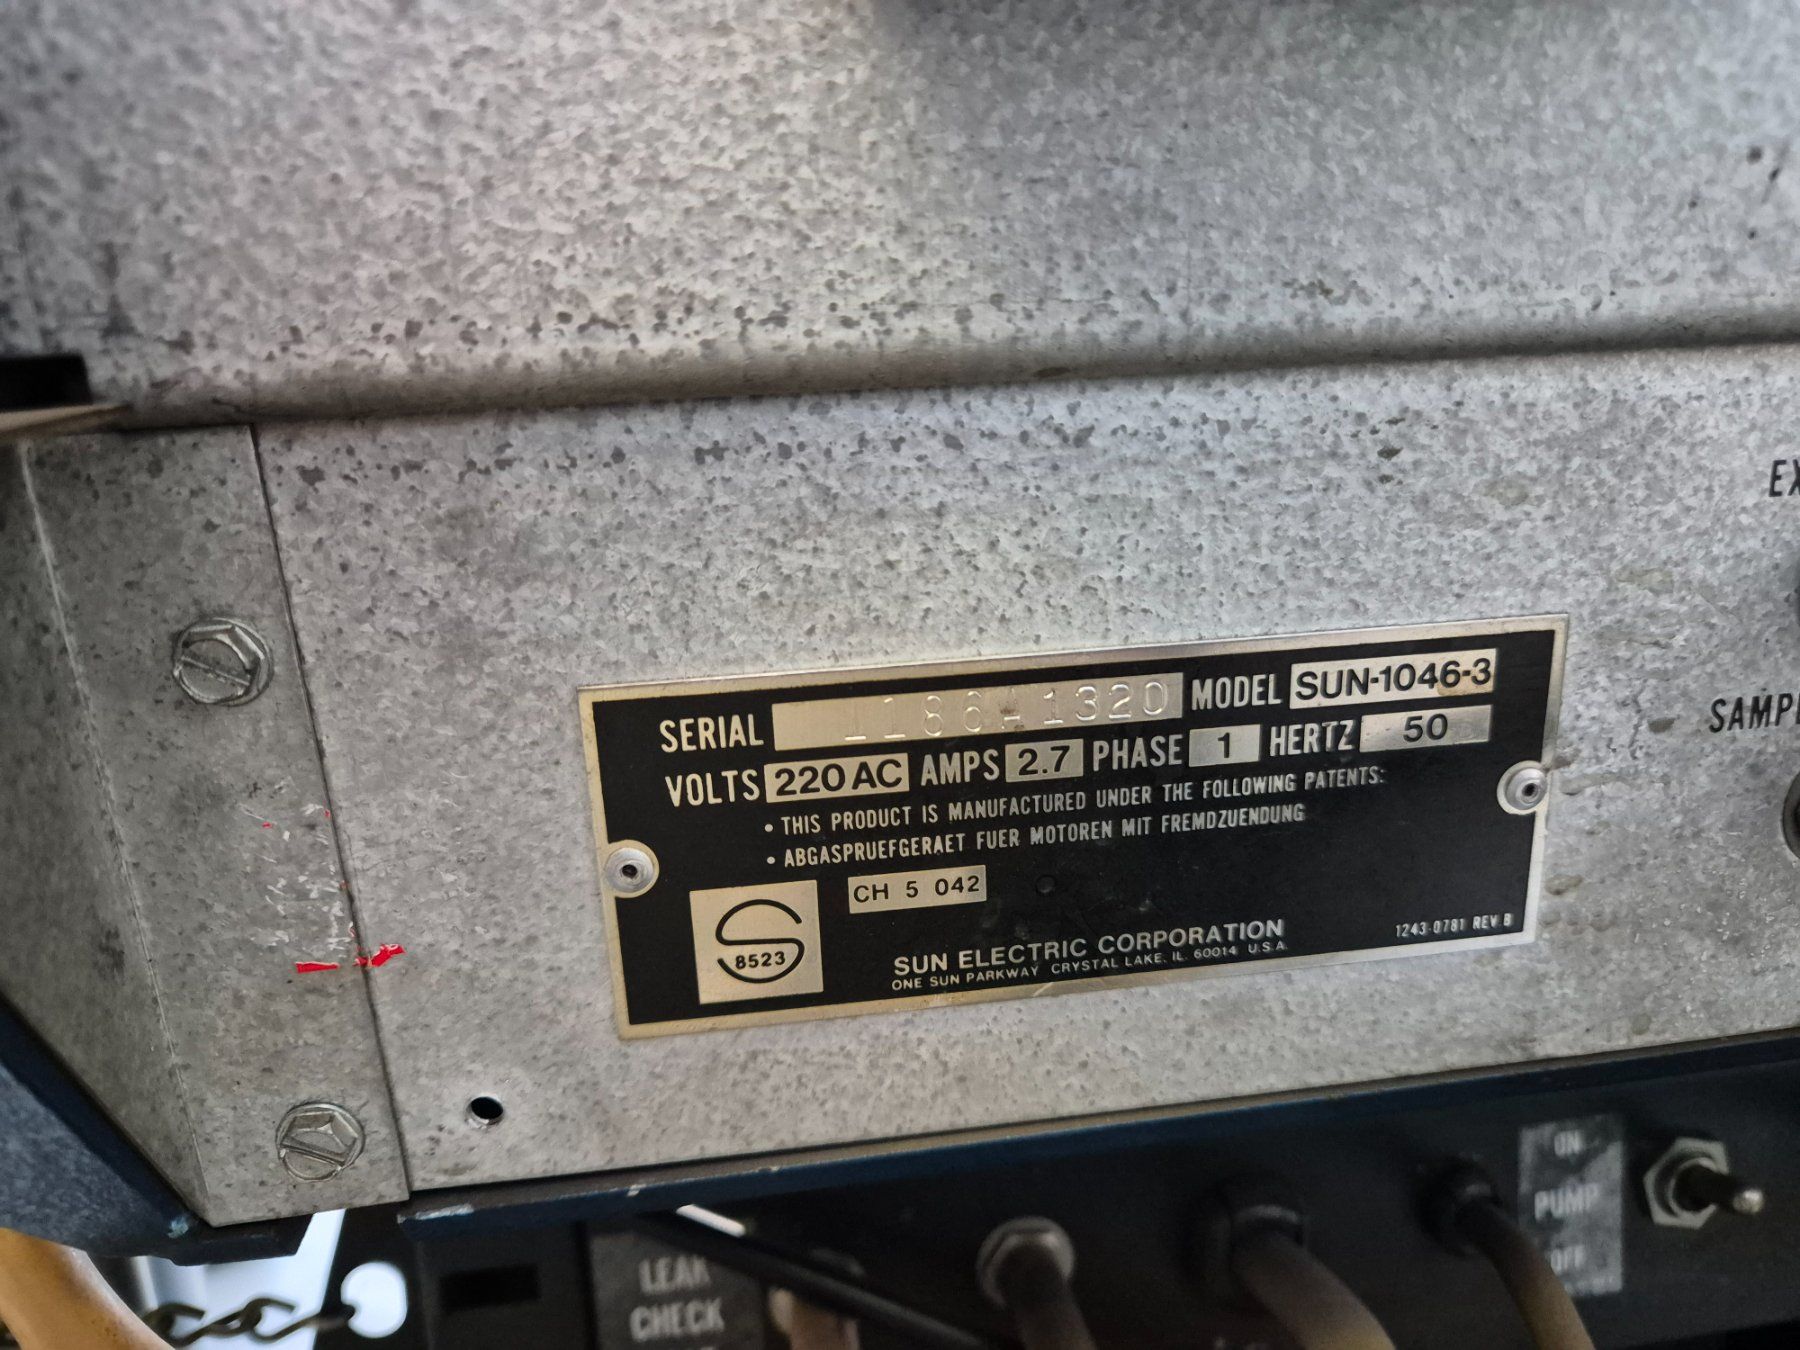 EX
SERIAL 1186A1320 MODEL SUN-1046-3
VOLTS 220 AC AMPS 2.7 PHASE 1 HERTZ 50
• THIS PRODUCT IS MANUFACTURED UNDER THE FOLLOWING PATENTS:
• ABGASPRUEFGERAET FUER MOTOREN MIT FREMDZUENDUNG
CH 5 042
S
8523
SUN ELECTRIC CORPORATION
ONE SUN PARKWAY CRYSTAL LAKE, IL. 60014 U.S.A.
1243-0781 REV B
SAMPL
ON
PUMP
OFF
LEAK
CHECK